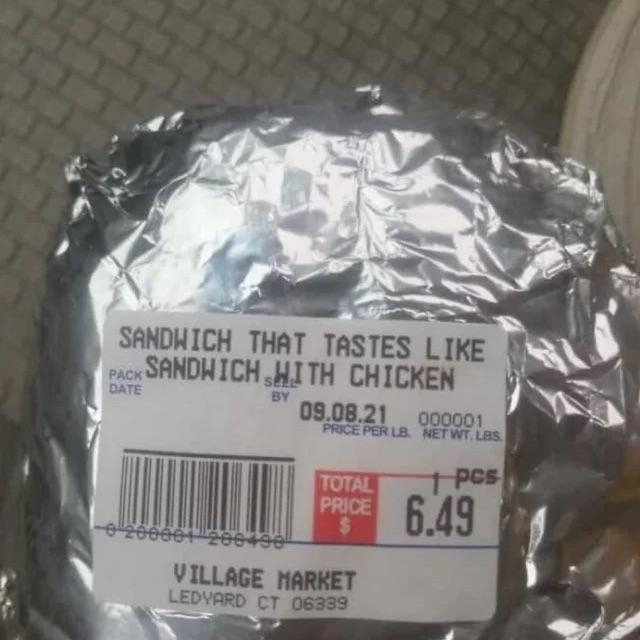 SANDWICH THAT TASTES LIKE
SANDWICH WITH CHICKEN
PACK DATE
SELL BY
09.08.21
000001
PRICE PER LB. NET WT. LBS.
1 PCS
TOTAL PRICE $
6.49
0 200001 200490
VILLAGE MARKET
LEDYARD CT 06339